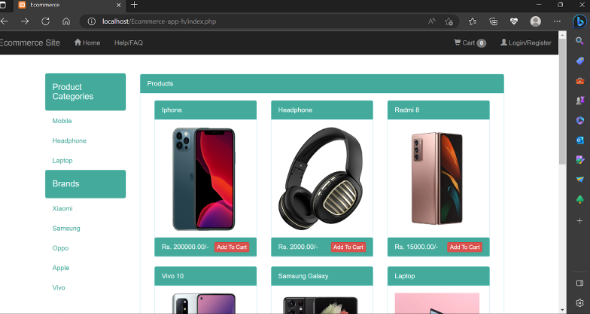 Ecommerce
localhost/Ecommerce-app-h/index.php
Ecommerce Site
Home
Help/FAQ
Cart 0
Login/Register
Product
Categories
Mobile
Headphone
Laptop
Brands
Xiaomi
Samsung
Oppo
Apple
Vivo
Products
Iphone
Headphone
Redmi 8
Rs. 200000.00/- Add To Cart
Rs. 2000.00/- Add To Cart
Rs. 15000.00/- Add To Cart
Vivo 10
Samsung Galaxy
Laptop